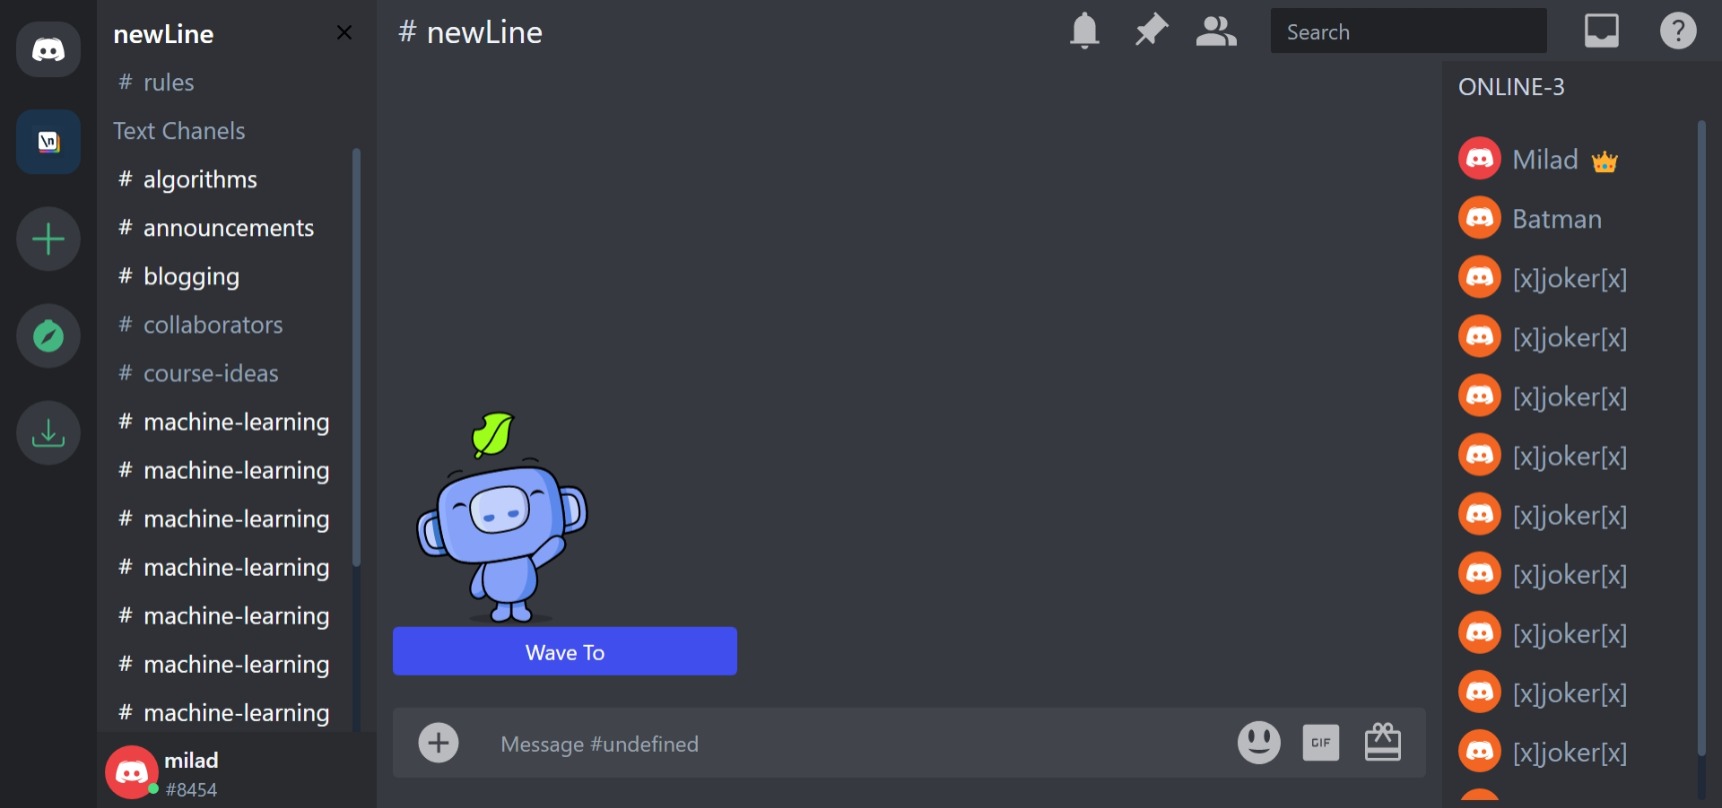 newLine
# rules
Text Chanels
# algorithms
# announcements
# blogging
# collaborators
# course-ideas
# machine-learning
# machine-learning
# machine-learning
# machine-learning
# machine-learning
# machine-learning
# machine-learning
milad
#8454
\n
# newLine
Search
?
Wave To
Message #undefined
GIF
ONLINE-3
Milad 👑
Batman
[x]joker[x]
[x]joker[x]
[x]joker[x]
[x]joker[x]
[x]joker[x]
[x]joker[x]
[x]joker[x]
[x]joker[x]
[x]joker[x]